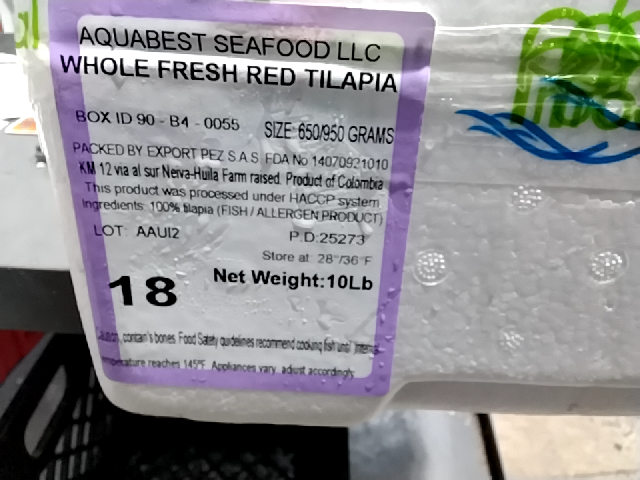 AQUABEST SEAFOOD LLC
WHOLE FRESH RED TILAPIA
BOX ID 90 - B4 - 0055 SIZE: 650/950 GRAMS
PACKED BY EXPORT PEZ S.A.S. FDA No 14070921010
KM 12 via al sur Nerva-Huila Farm raised. Product of Colombia
This product was processed under HACCP system
Ingredients: 100% tilapia (FISH / ALLERGEN PRODUCT)
LOT: AAUI2 P.D:25273
Store at: 28°/36°F
18 Net Weight:10Lb
Caution, contain's bones. Food Safety guidelines recommend cooking fish until internal
temperature reaches 145°F. Appliances vary, adjust accordingly